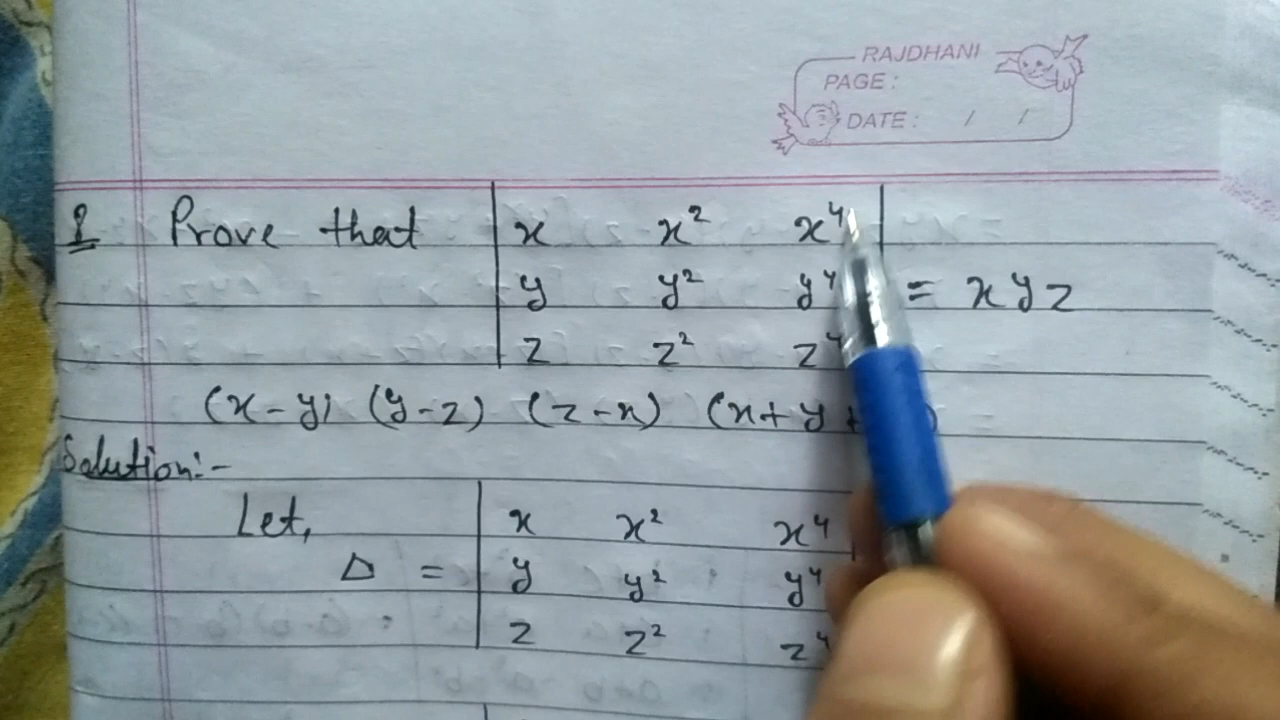 RAJDHANI
PAGE :
DATE : / /
Q Prove that | x x² x⁴ |
| y y² y⁴ | = xyz
| z z² z⁴
(x-y) (y-z) (z-x) (x+y+
Solution:-
Let, | x x² x⁴ |
Δ = | y y² y⁴
| z z² z⁴